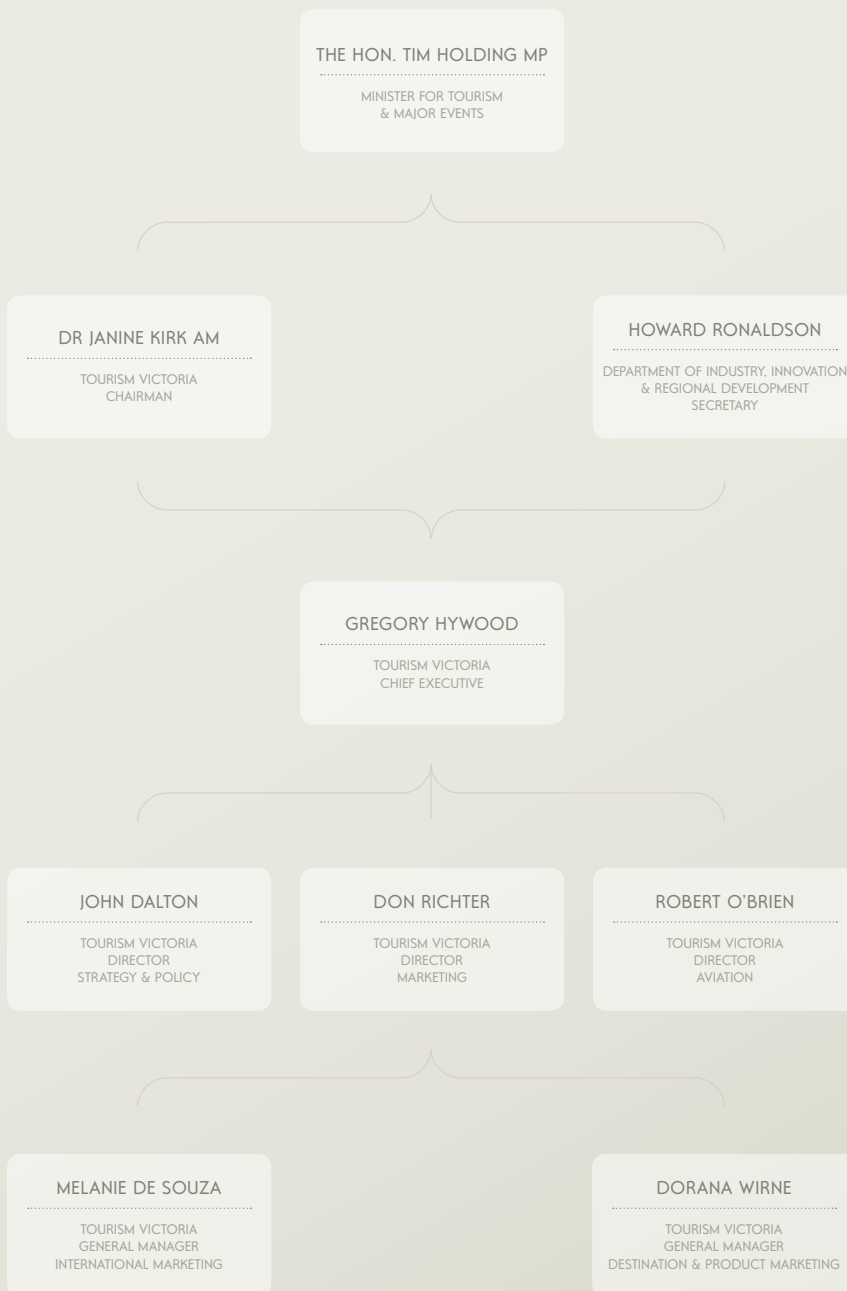 THE HON. TIM HOLDING MP
MINISTER FOR TOURISM
& MAJOR EVENTS
DR JANINE KIRK AM
TOURISM VICTORIA
CHAIRMAN
HOWARD RONALDSON
DEPARTMENT OF INDUSTRY, INNOVATION
& REGIONAL DEVELOPMENT
SECRETARY
GREGORY HYWOOD
TOURISM VICTORIA
CHIEF EXECUTIVE
JOHN DALTON
TOURISM VICTORIA
DIRECTOR
STRATEGY & POLICY
DON RICHTER
TOURISM VICTORIA
DIRECTOR
MARKETING
ROBERT O’BRIEN
TOURISM VICTORIA
DIRECTOR
AVIATION
MELANIE DE SOUZA
TOURISM VICTORIA
GENERAL MANAGER
INTERNATIONAL MARKETING
DORANA WIRNE
TOURISM VICTORIA
GENERAL MANAGER
DESTINATION & PRODUCT MARKETING